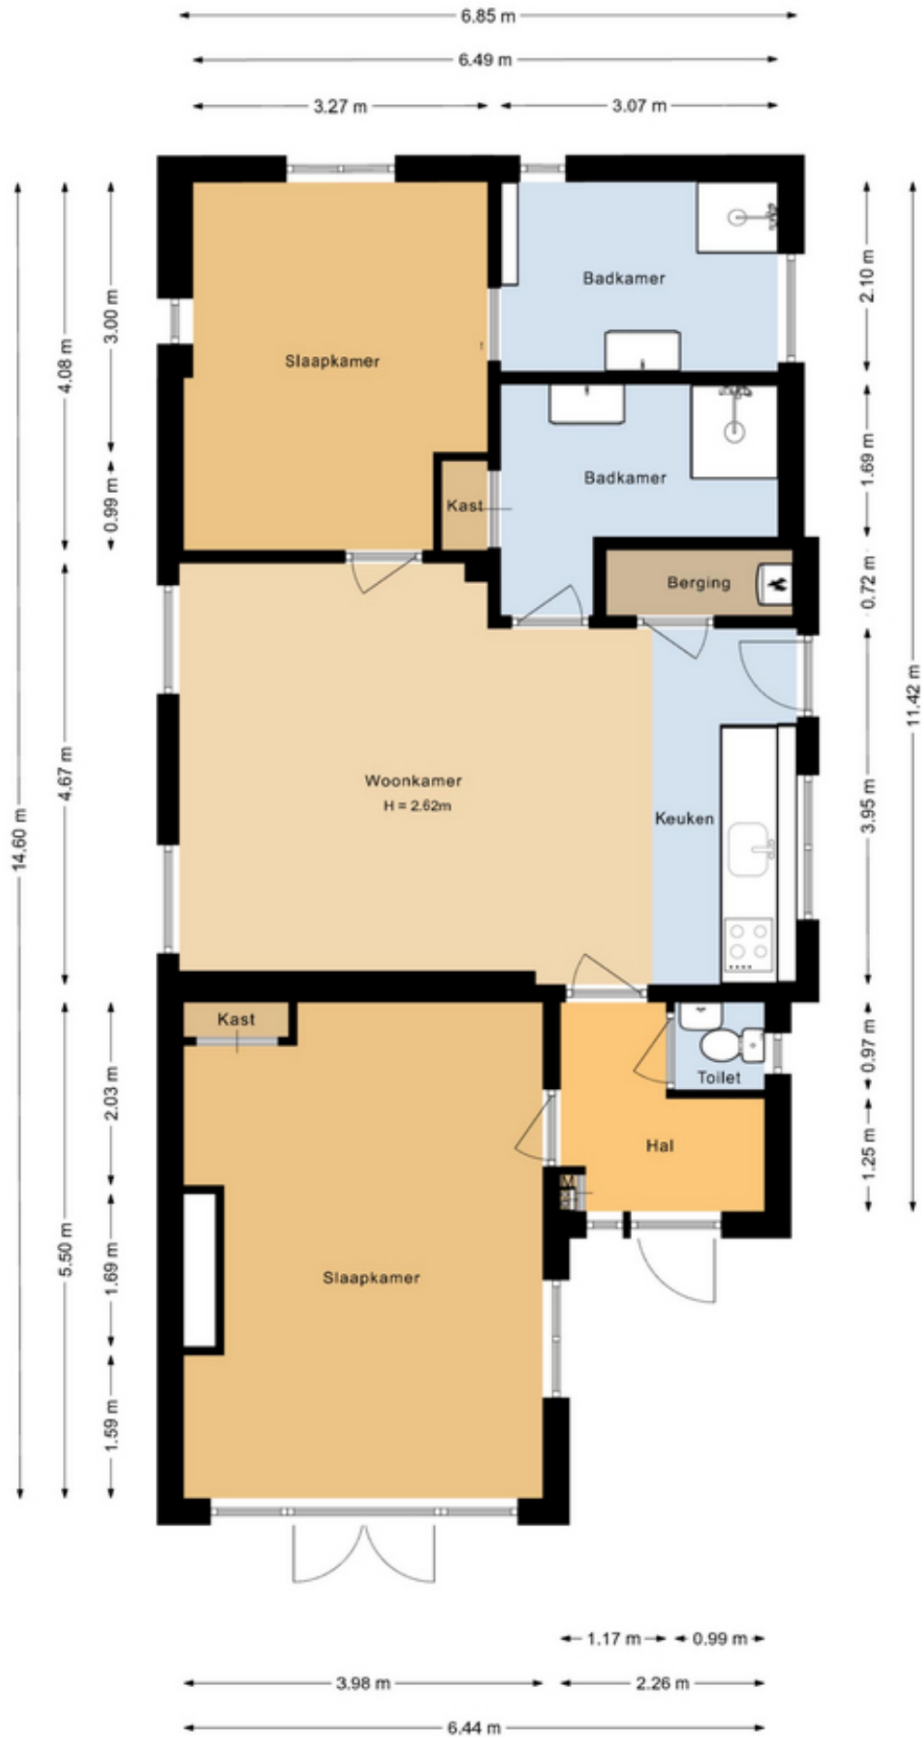 6.85 m
6.49 m
3.27 m
3.07 m
14.60 m
4.08 m
3.00 m
0.99 m
4.67 m
5.50 m
2.03 m
1.69 m
1.59 m
2.10 m
1.69 m
0.72 m
3.95 m
0.97 m
1.25 m
11.42 m
Badkamer
Slaapkamer
Badkamer
Kast
Berging
Woonkamer
H = 2.62m
Keuken
Kast
Toilet
Hal
Slaapkamer
1.17 m
0.99 m
3.98 m
2.26 m
6.44 m